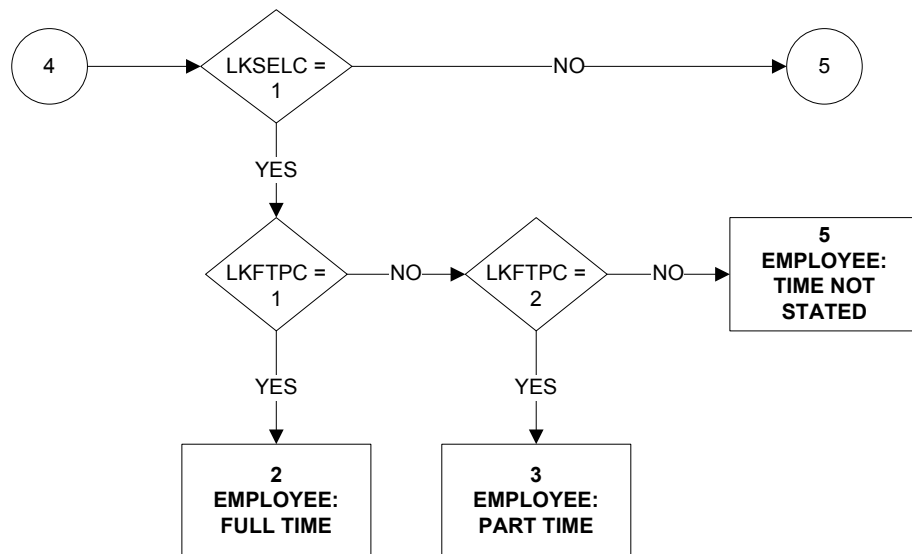 4
LKSELC =
1
NO
5
YES
LKFTPC =
1
NO
LKFTPC =
2
NO
5
EMPLOYEE:
TIME NOT
STATED
YES
YES
2
EMPLOYEE:
FULL TIME
3
EMPLOYEE:
PART TIME